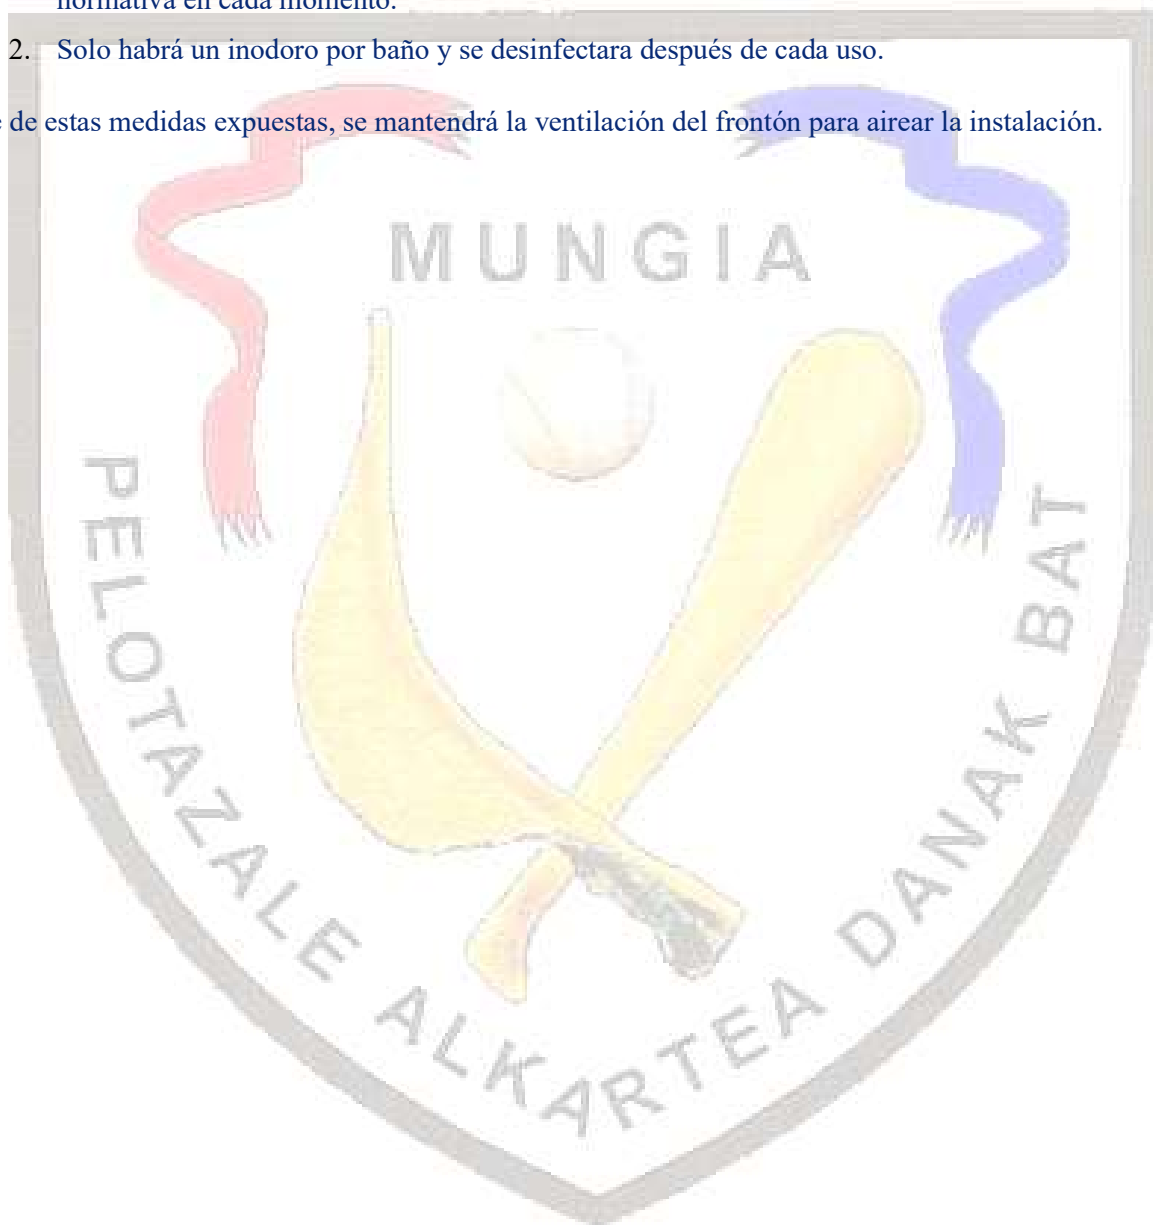 normativa en cada momento.
2. Solo habrá un inodoro por baño y se desinfectara después de cada uso.
de estas medidas expuestas, se mantendrá la ventilación del frontón para airear la instalación.
MUNGIA
PELOTAZALE ALKARTEA DANAK BAT